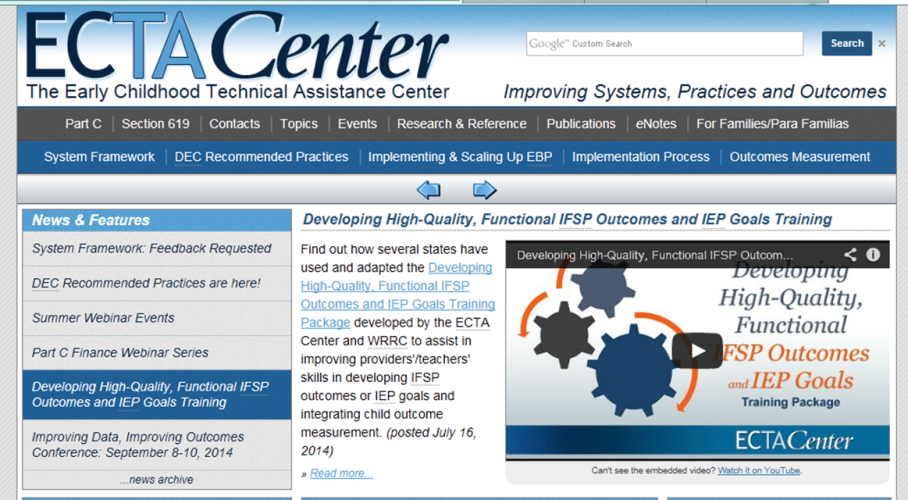 ECTACenter
The Early Childhood Technical Assistance Center
Improving Systems, Practices and Outcomes
Google™ Custom Search
Search
×
Part C
Section 619
Contacts
Topics
Events
Research & Reference
Publications
eNotes
For Families/Para Familias
System Framework
DEC Recommended Practices
Implementing & Scaling Up EBP
Implementation Process
Outcomes Measurement
News & Features
System Framework: Feedback Requested
DEC Recommended Practices are here!
Summer Webinar Events
Part C Finance Webinar Series
Developing High-Quality, Functional IFSP
Outcomes and IEP Goals Training
Improving Data, Improving Outcomes
Conference: September 8-10, 2014
...news archive
Developing High-Quality, Functional IFSP Outcomes and IEP Goals Training
Find out how several states have
used and adapted the Developing
High-Quality, Functional IFSP
Outcomes and IEP Goals Training
Package developed by the ECTA
Center and WRRC to assist in
improving providers'/teachers'
skills in developing IFSP
outcomes or IEP goals and
integrating child outcome
measurement. (posted July 16,
2014)
» Read more...
Developing High-Quality, Functional IFSP Outcom...
Developing
High-Quality,
Functional
IFSP Outcomes
and IEP Goals
Training Package
ECTACenter
Can't see the embedded video? Watch it on YouTube.